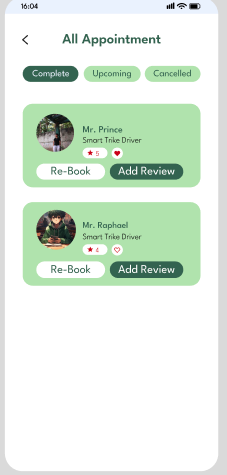 16:04
All Appointment
Complete Upcoming Cancelled
Mr. Prince
Smart Trike Driver
5
Re-Book Add Review
Mr. Raphael
Smart Trike Driver
4
Re-Book Add Review